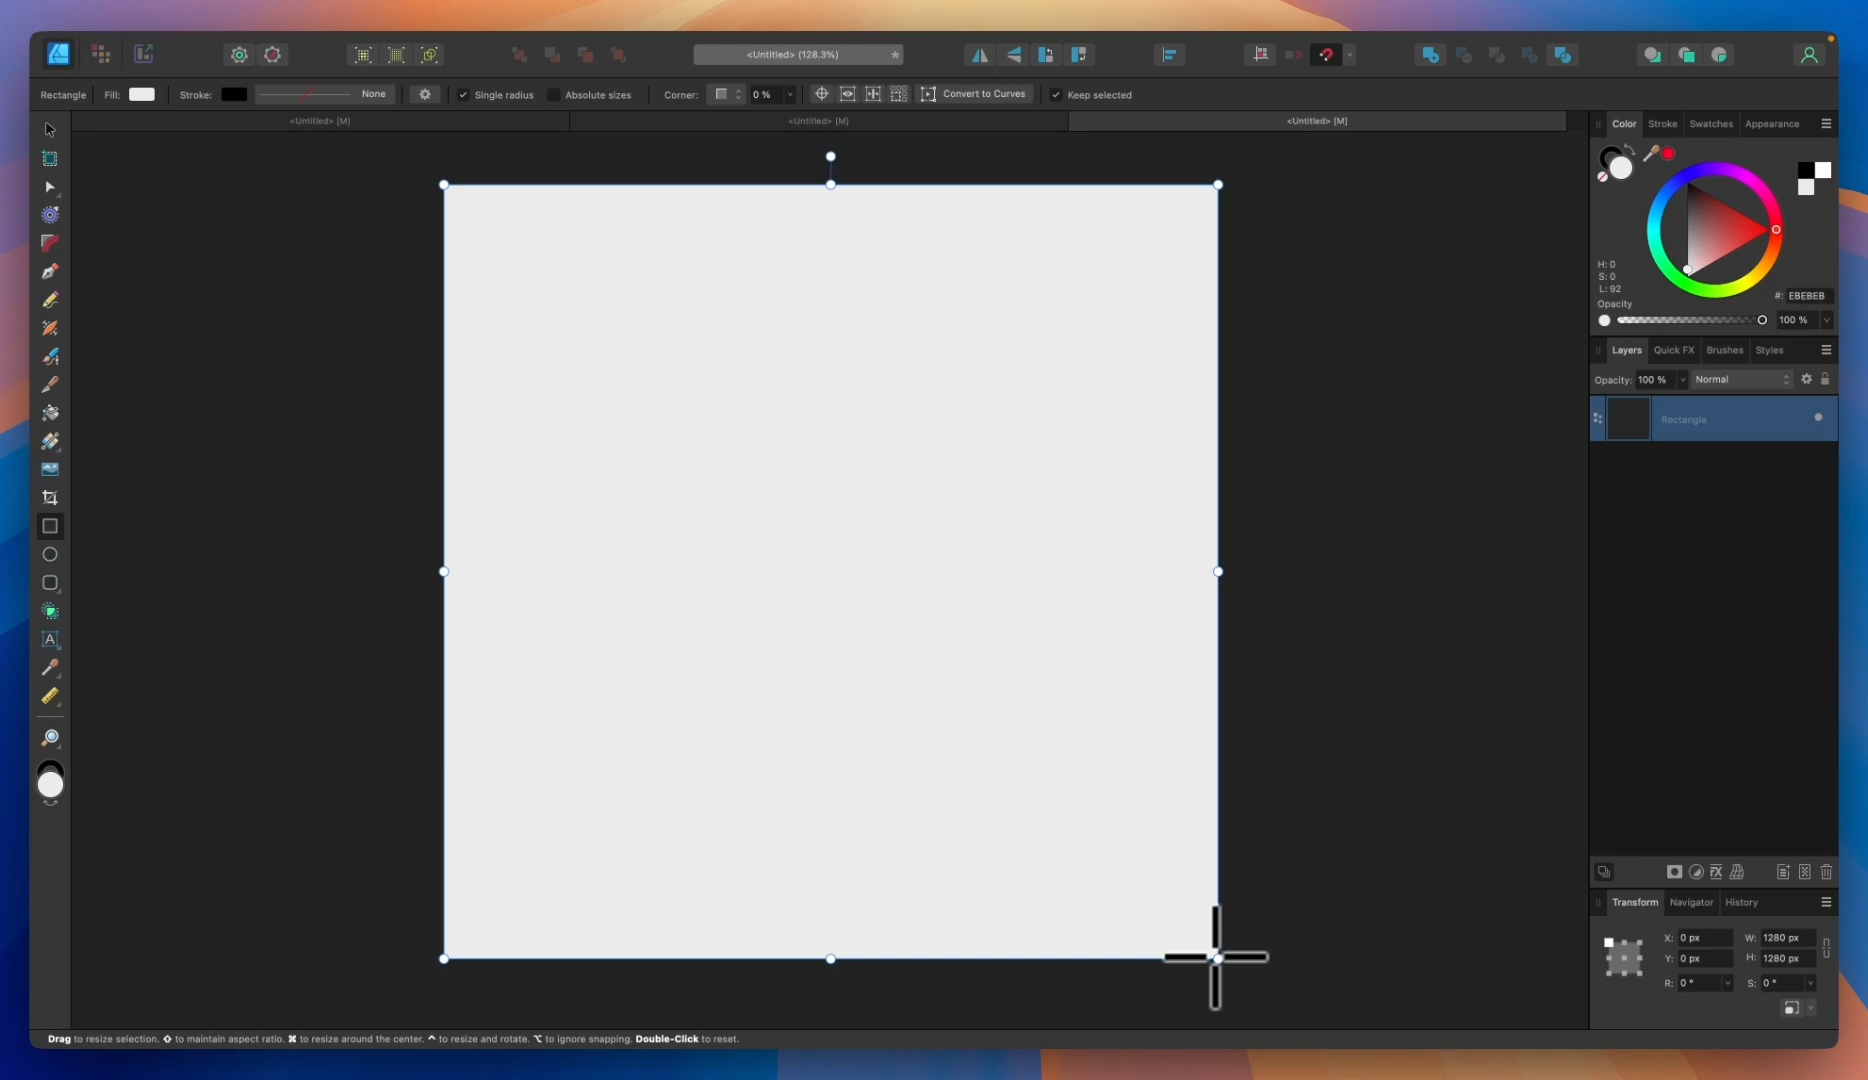 <Untitled> (128.3%)
*
Rectangle
Fill:
Stroke:
None
Single radius
Absolute sizes
Corner:
0 %
Convert to Curves
Keep selected
<Untitled> [M]
<Untitled> [M]
<Untitled> [M]
Color
Stroke
Swatches
Appearance
H: 0
S: 0
L: 92
#: EBEBEB
Opacity
100 %
Layers
Quick FX
Brushes
Styles
Opacity: 100 %
Normal
Rectangle
FX
A
Transform
Navigator
History
X: 0 px
W: 1280 px
Y: 0 px
H: 1280 px
R: 0 °
S: 0 °
Drag to resize selection. ⇧ to maintain aspect ratio. ⌘ to resize around the center. ⌃ to resize and rotate. ⌥ to ignore snapping. Double-Click to reset.